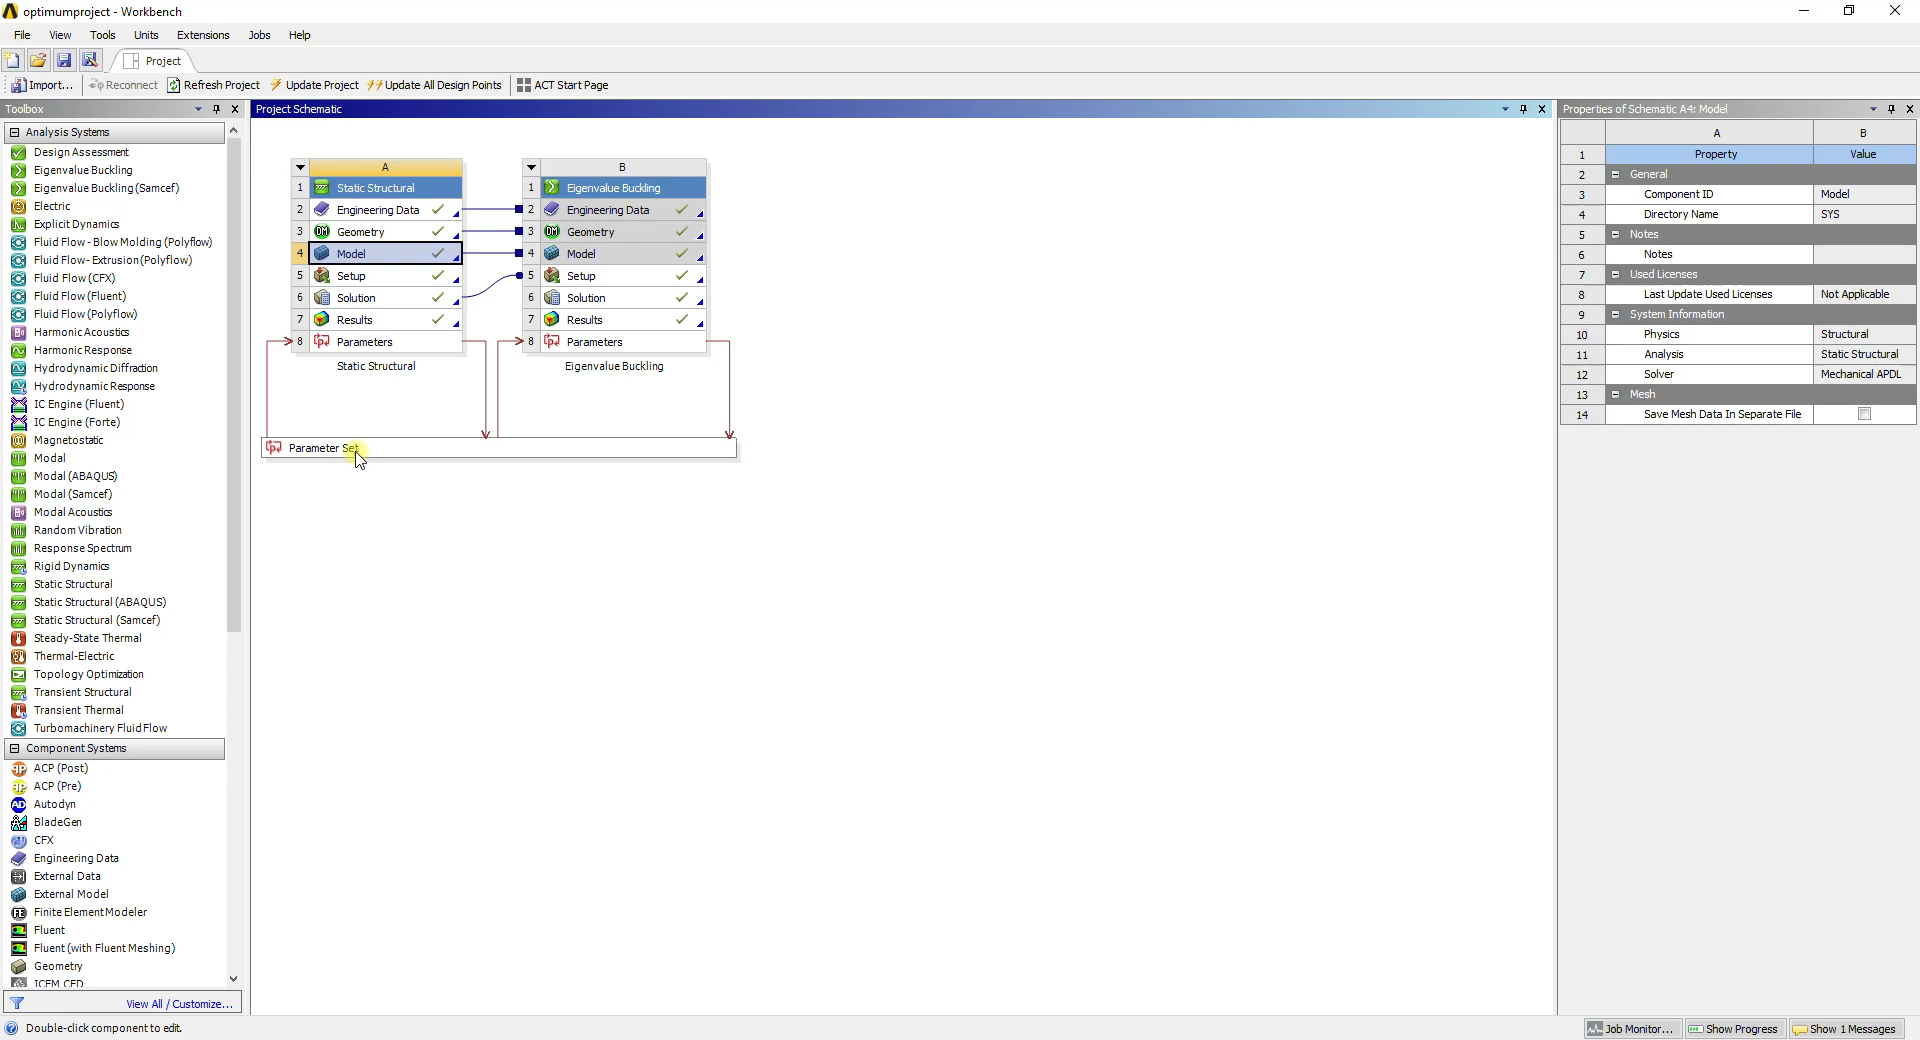 optimumproject - Workbench
File View Tools Units Extensions Jobs Help
Project
Import... Reconnect Refresh Project Update Project Update All Design Points ACT Start Page
Toolbox
Analysis Systems
Design Assessment
Eigenvalue Buckling
Eigenvalue Buckling (Samcef)
Electric
Explicit Dynamics
Fluid Flow - Blow Molding (Polyflow)
Fluid Flow - Extrusion (Polyflow)
Fluid Flow (CFX)
Fluid Flow (Fluent)
Fluid Flow (Polyflow)
Harmonic Acoustics
Harmonic Response
Hydrodynamic Diffraction
Hydrodynamic Response
IC Engine (Fluent)
IC Engine (Forte)
Magnetostatic
Modal
Modal (ABAQUS)
Modal (Samcef)
Modal Acoustics
Random Vibration
Response Spectrum
Rigid Dynamics
Static Structural
Static Structural (ABAQUS)
Static Structural (Samcef)
Steady-State Thermal
Thermal-Electric
Topology Optimization
Transient Structural
Transient Thermal
Turbomachinery Fluid Flow
Component Systems
ACP (Post)
ACP (Pre)
Autodyn
BladeGen
CFX
Engineering Data
External Data
External Model
Finite Element Modeler
Fluent
Fluent (with Fluent Meshing)
Geometry
ICEM CFD
View All / Customize...
Project Schematic
A
1 Static Structural
2 Engineering Data
3 Geometry
4 Model
5 Setup
6 Solution
7 Results
8 Parameters
Static Structural
B
1 Eigenvalue Buckling
2 Engineering Data
3 Geometry
4 Model
5 Setup
6 Solution
7 Results
8 Parameters
Eigenvalue Buckling
Parameter Set
Properties of Schematic A4: Model
A B
1 Property Value
2 General
3 Component ID Model
4 Directory Name SYS
5 Notes
6 Notes
7 Used Licenses
8 Last Update Used Licenses Not Applicable
9 System Information
10 Physics Structural
11 Analysis Static Structural
12 Solver Mechanical APDL
13 Mesh
14 Save Mesh Data In Separate File
Double-click component to edit.
Job Monitor... Show Progress Show 1 Messages